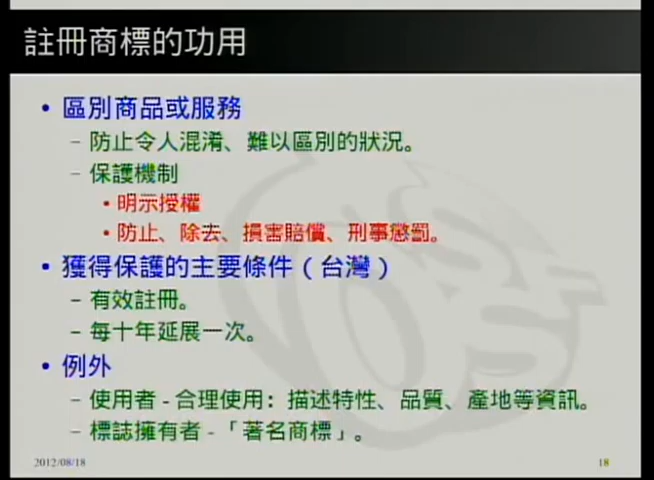 註冊商標的功用
• 區別商品或服務
– 防止令人混淆、難以區別的狀況。
– 保護機制
• 明示授權
• 防止、除去、損害賠償、刑事懲罰。
• 獲得保護的主要條件（台灣）
– 有效註冊。
– 每十年延展一次。
• 例外
– 使用者 - 合理使用：描述特性、品質、產地等資訊。
– 標誌擁有者 - 「著名商標」。
2012/08/18
18